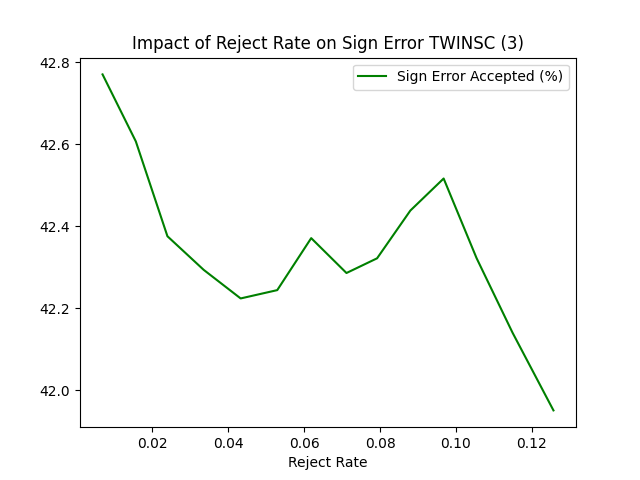 Impact of Reject Rate on Sign Error TWINSC (3)
Sign Error Accepted (%)
42.8
42.6
42.4
42.2
42.0
0.02 0.04 0.06 0.08 0.10 0.12
Reject Rate